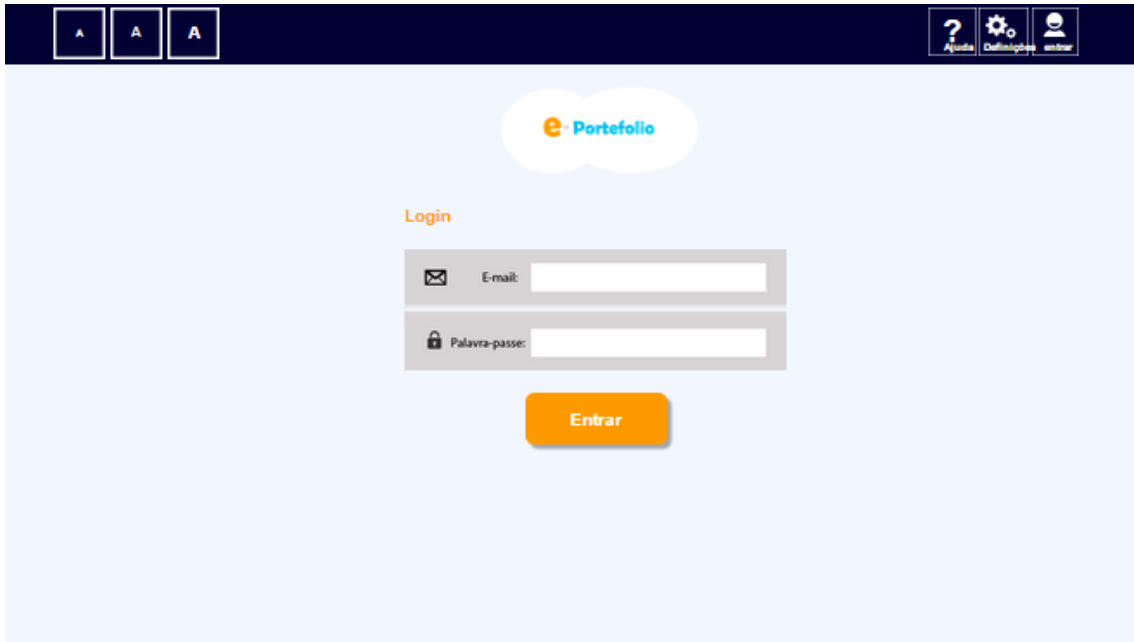 A A A
? Ajuda Definições entrar
e-Portefolio
Login
E-mail:
Palavra-passe:
Entrar